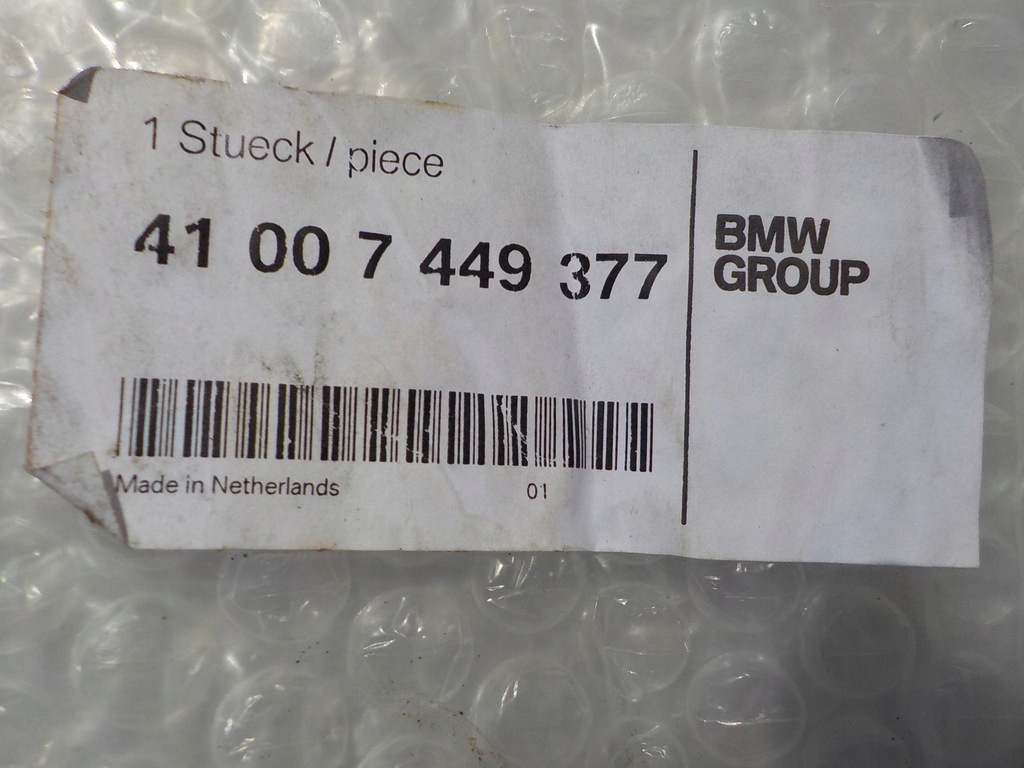 1 Stueck / piece
41 00 7 449 377
BMW
GROUP
Made in Netherlands
01